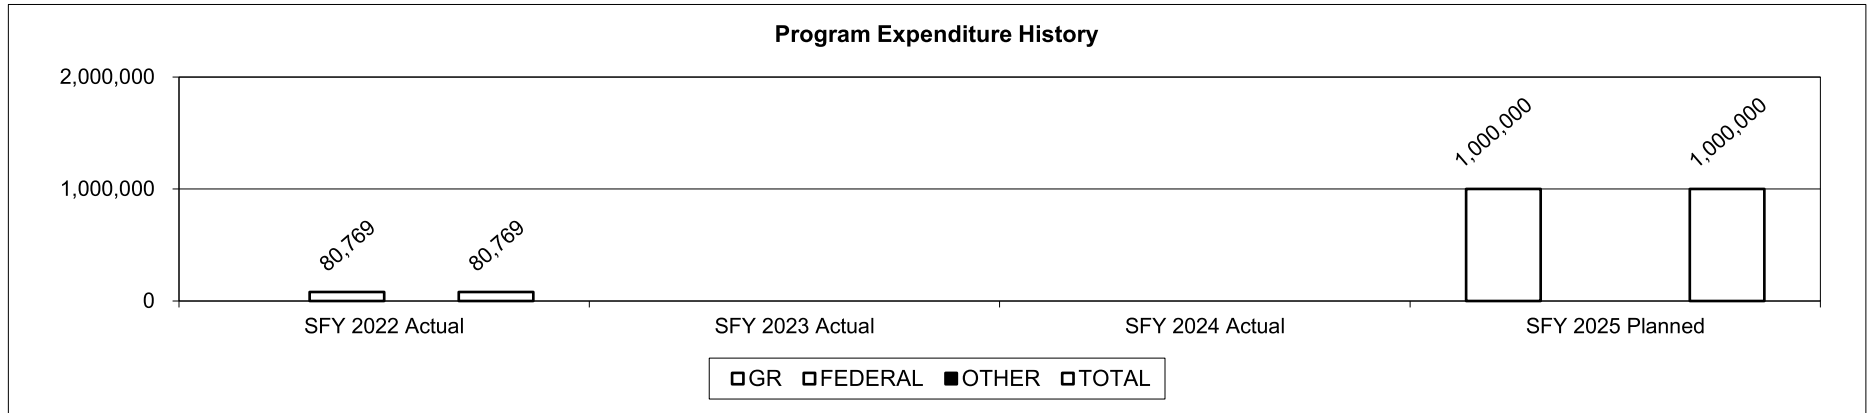 Program Expenditure History
2,000,000
1,000,000
0
80,769
80,769
1,000,000
1,000,000
SFY 2022 Actual
SFY 2023 Actual
SFY 2024 Actual
SFY 2025 Planned
GR FEDERAL OTHER TOTAL